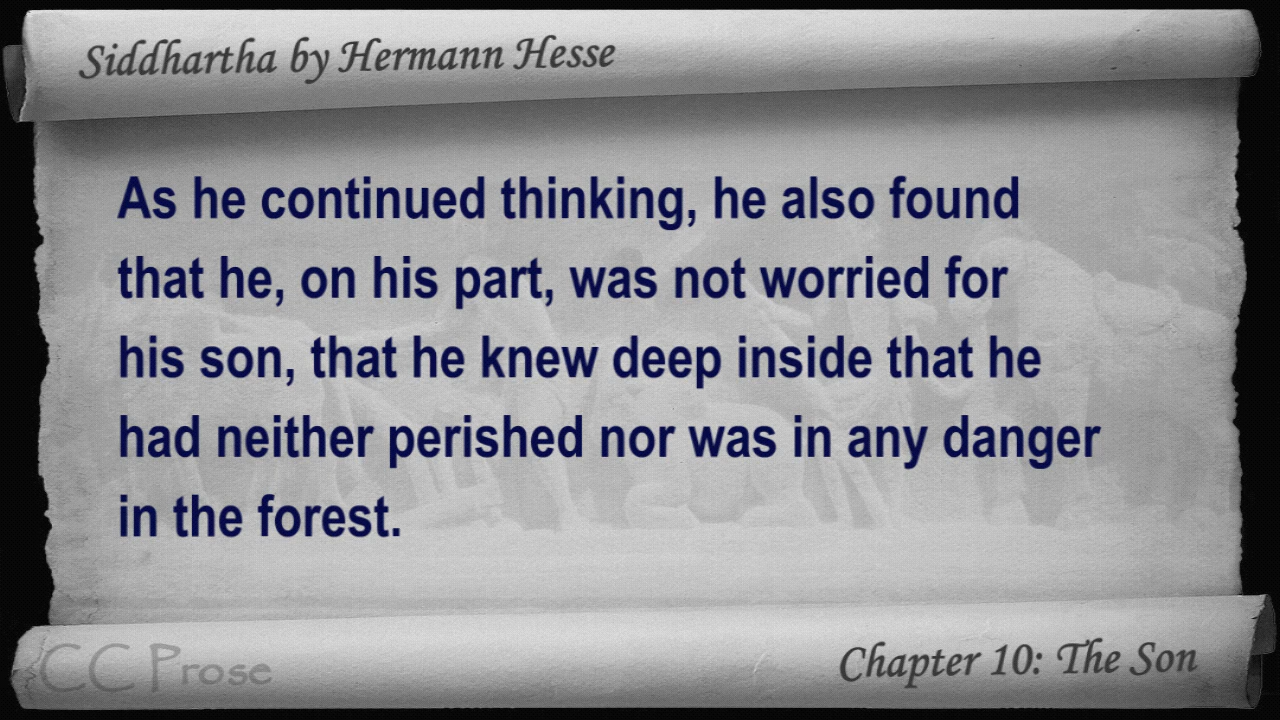 Siddhartha by Hermann Hesse
As he continued thinking, he also found
that he, on his part, was not worried for
his son, that he knew deep inside that he
had neither perished nor was in any danger
in the forest.
CC Prose
Chapter 10: The Son